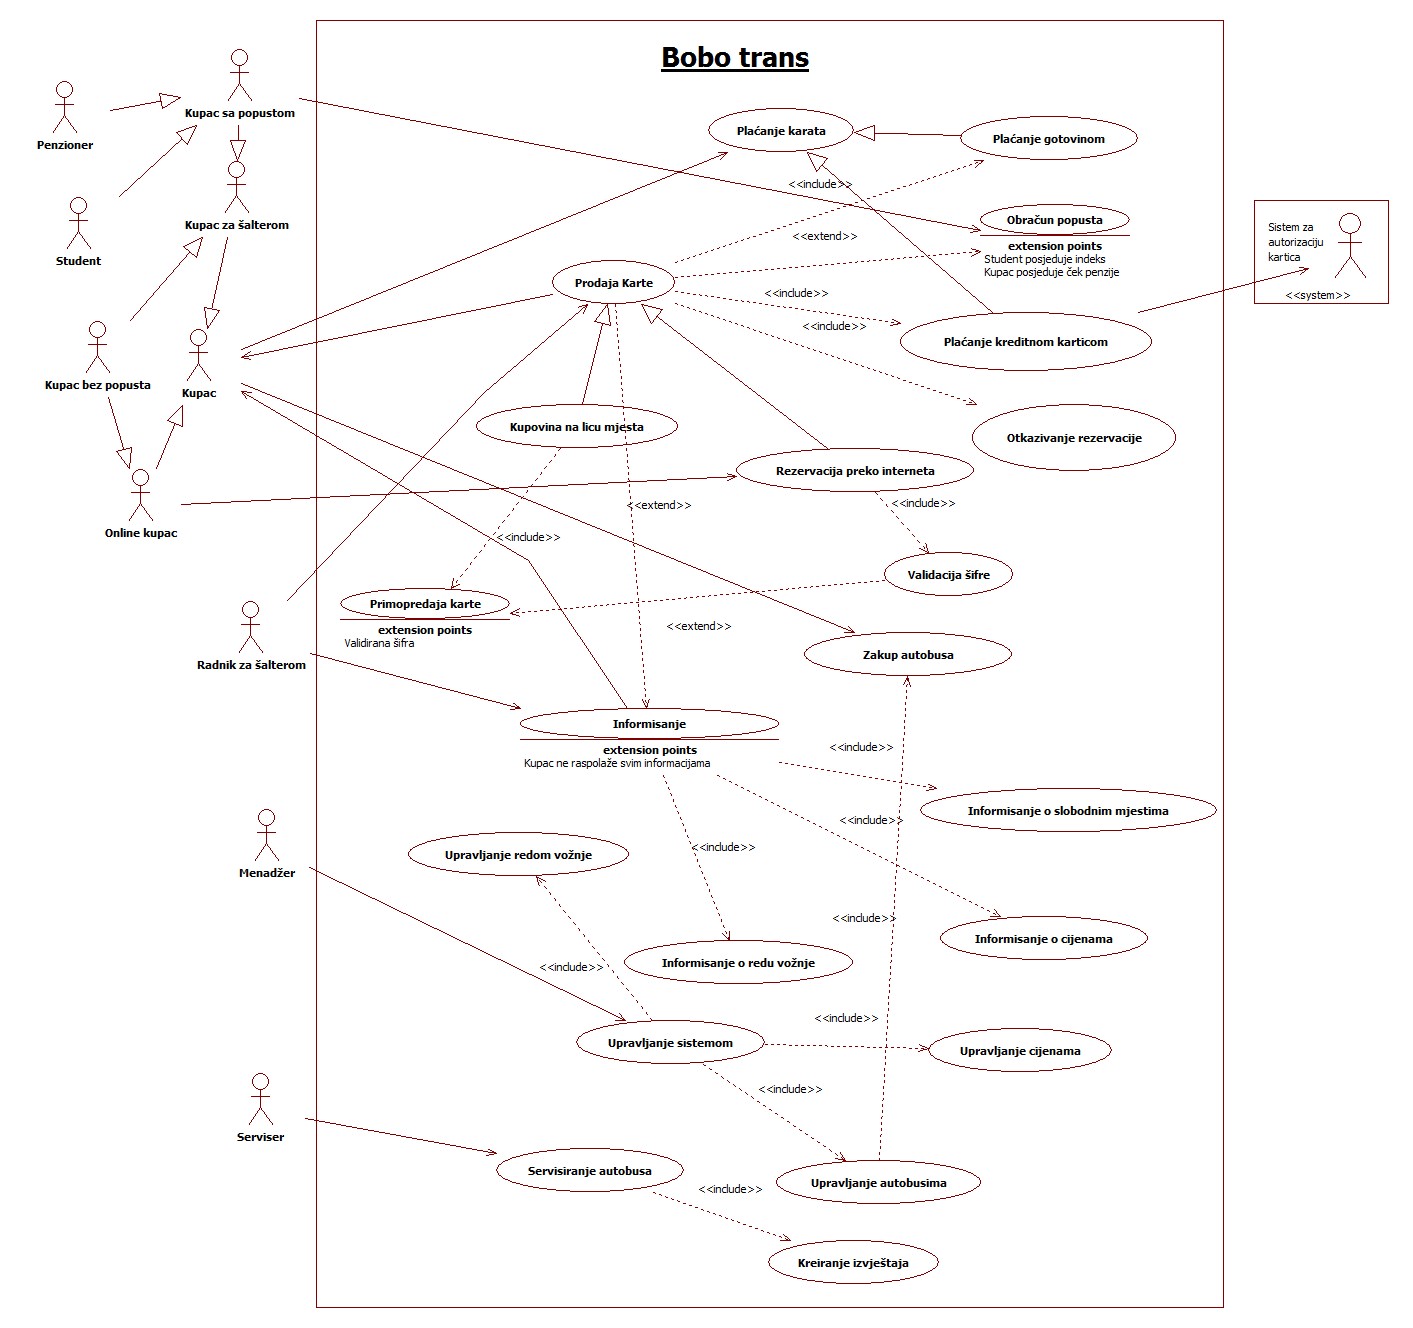 Bobo trans
Kupac sa popustom
Penzioner
Plaćanje karata
Plaćanje gotovinom
<<include>>
Kupac za šalterom
Obračun popusta
extension points
Student posjeduje indeks
Kupac posjeduje ček penzije
Sistem za
autorizaciju
kartica
<<system>>
<<extend>>
Student
Prodaja Karte
<<include>>
<<include>>
Plaćanje kreditnom karticom
Kupac bez popusta
Kupac
Kupovina na licu mjesta
Otkazivanje rezervacije
Rezervacija preko interneta
<<extend>>
<<include>>
Online kupac
<<include>>
Validacija šifre
Primopredaja karte
extension points
Validirana šifra
<<extend>>
Radnik za šalterom
Zakup autobusa
Informisanje
extension points
Kupac ne raspolaže svim informacijama
<<include>>
Informisanje o slobodnim mjestima
<<include>>
Menadžer
Upravljanje redom vožnje
<<include>>
<<include>>
Informisanje o cijenama
Informisanje o redu vožnje
<<include>>
<<include>>
Upravljanje sistemom
Upravljanje cijenama
<<include>>
Serviser
Servisiranje autobusa
<<include>>
Upravljanje autobusima
Kreiranje izvještaja